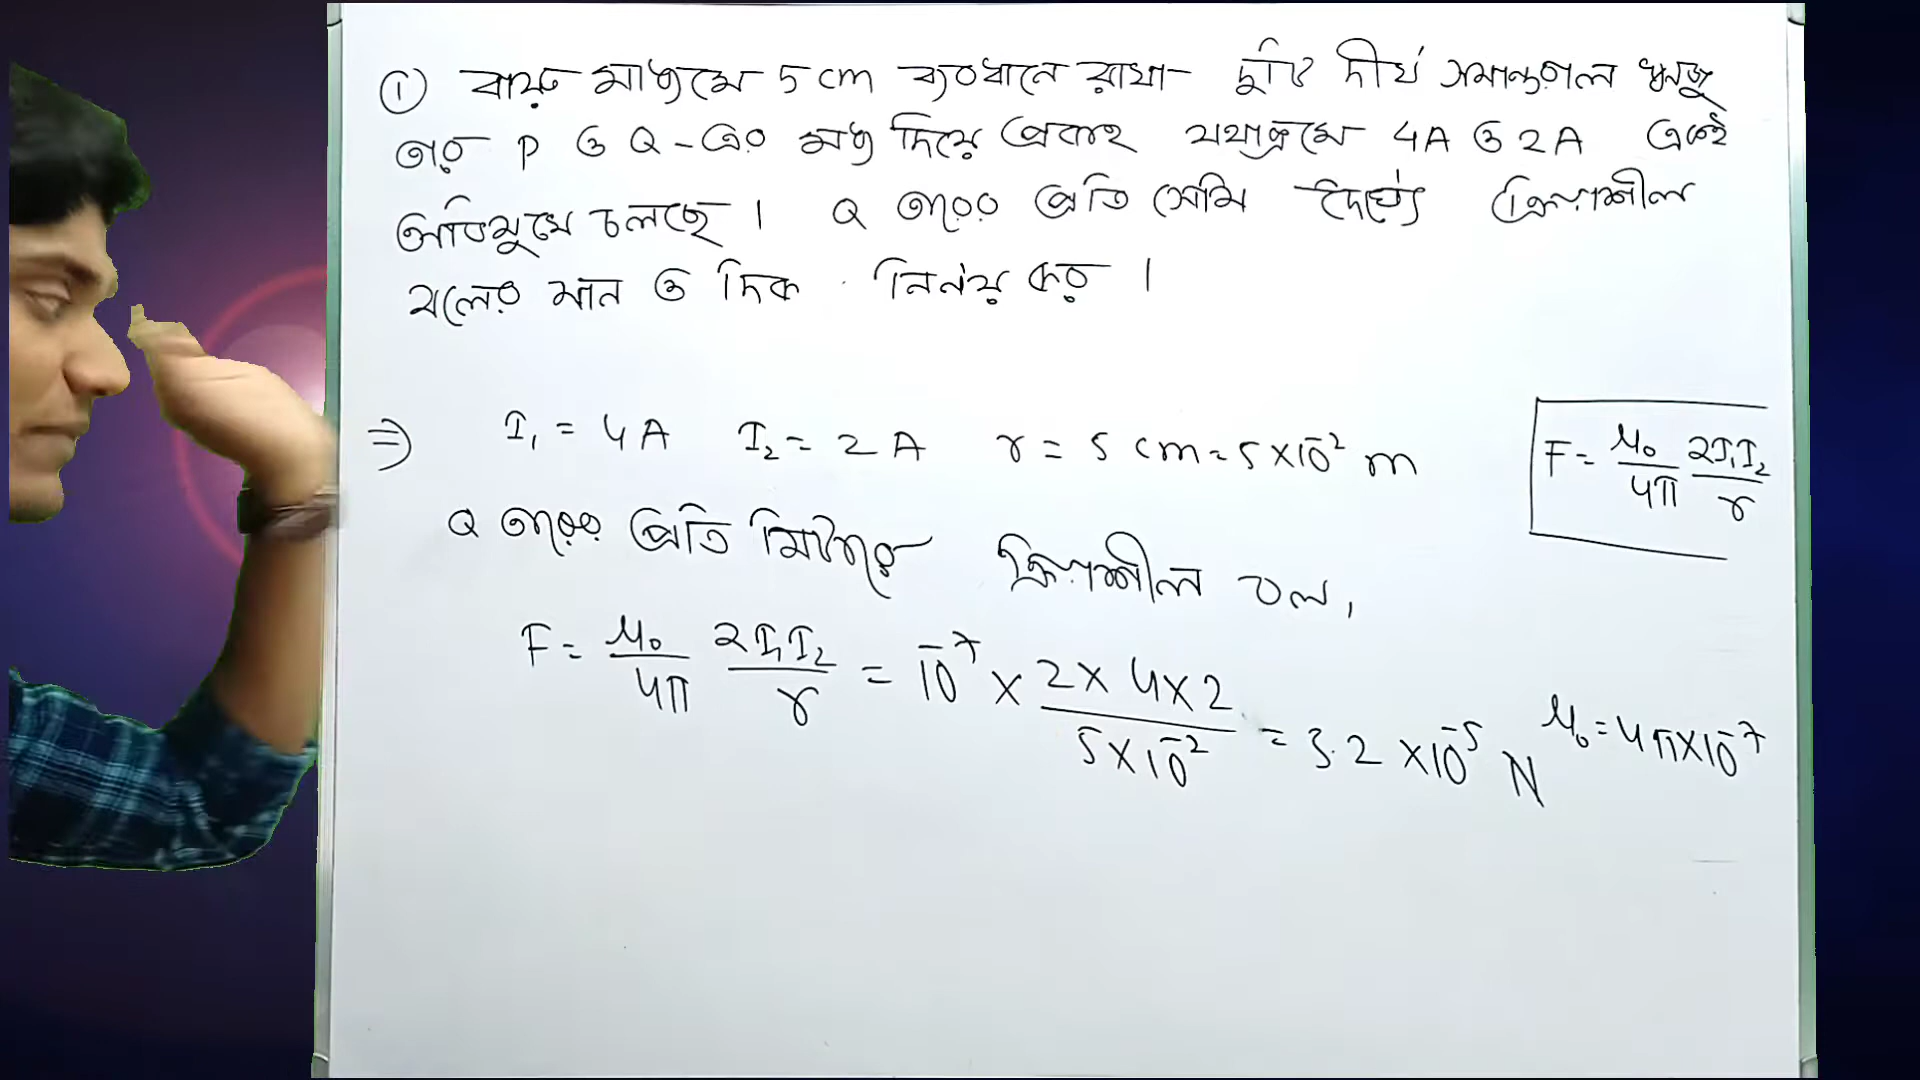 ① বায়ু মাধ্যমে 5 cm ব্যবধানে রাখা দুটি দীর্ঘ সমান্তরাল ঋজু
তার P ও Q-এর মধ্য দিয়ে প্রবাহ যথাক্রমে 4A ও 2A একই
অভিমুখে চলছে। Q তারের প্রতি সেমি দৈর্ঘ্যে ক্রিয়াশীল
বলের মান ও দিক নির্ণয় কর।
⇒ I₁ = 4A I₂ = 2A r = 5 cm = 5×10⁻² m
F = μ₀/4π 2I₁I₂/r
Q তারের প্রতি মিটারে ক্রিয়াশীল বল,
F = μ₀/4π 2I₁I₂/r = 10⁻⁷ × 2×4×2/5×10⁻² = 3.2 ×10⁻⁵ N
μ₀ = 4π×10⁻⁷